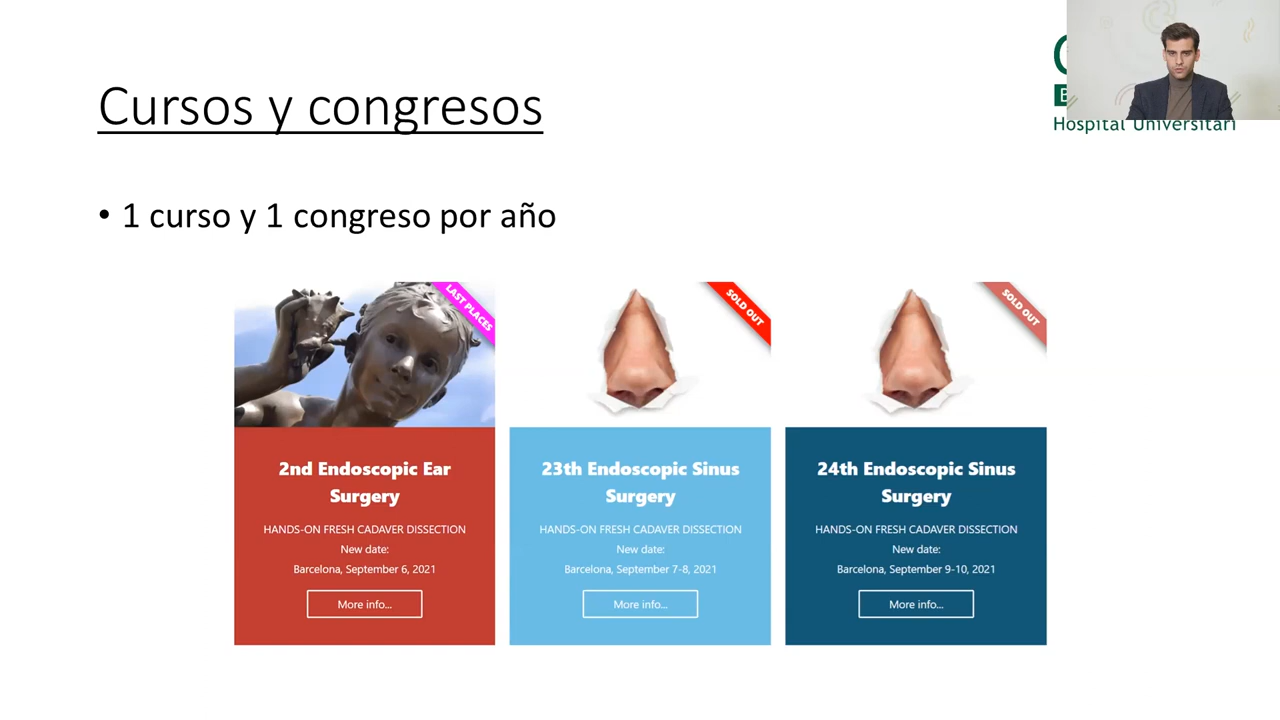 Cursos y congresos
Hospital Universitari
• 1 curso y 1 congreso por año
LAST PLACES
SOLD OUT
SOLD OUT
2nd Endoscopic Ear
Surgery
HANDS-ON FRESH CADAVER DISSECTION
New date:
Barcelona, September 6, 2021
More info...
23th Endoscopic Sinus
Surgery
HANDS-ON FRESH CADAVER DISSECTION
New date:
Barcelona, September 7-8, 2021
More info...
24th Endoscopic Sinus
Surgery
HANDS-ON FRESH CADAVER DISSECTION
New date:
Barcelona, September 9-10, 2021
More info...